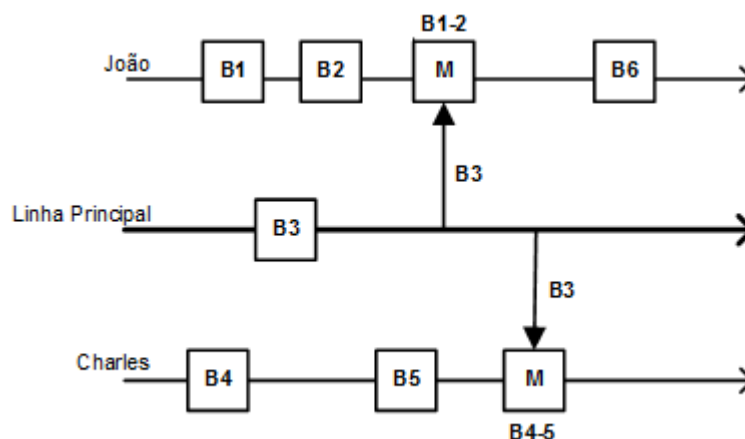 B1-2
João
B1
B2
M
B6
B3
Linha Principal
B3
B3
Charles
B4
B5
M
B4-5